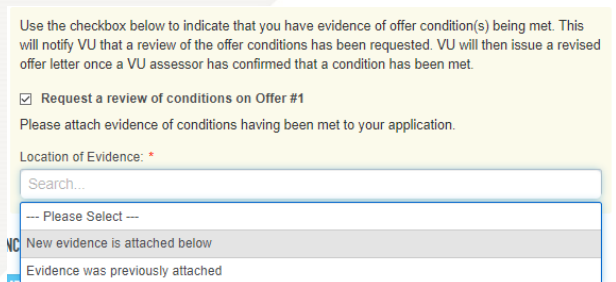 Use the checkbox below to indicate that you have evidence of offer condition(s) being met. This
will notify VU that a review of the offer conditions has been requested. VU will then issue a revised
offer letter once a VU assessor has confirmed that a condition has been met.
Request a review of conditions on Offer #1
Please attach evidence of conditions having been met to your application.
Location of Evidence: *
Search...
--- Please Select ---
New evidence is attached below
Evidence was previously attached